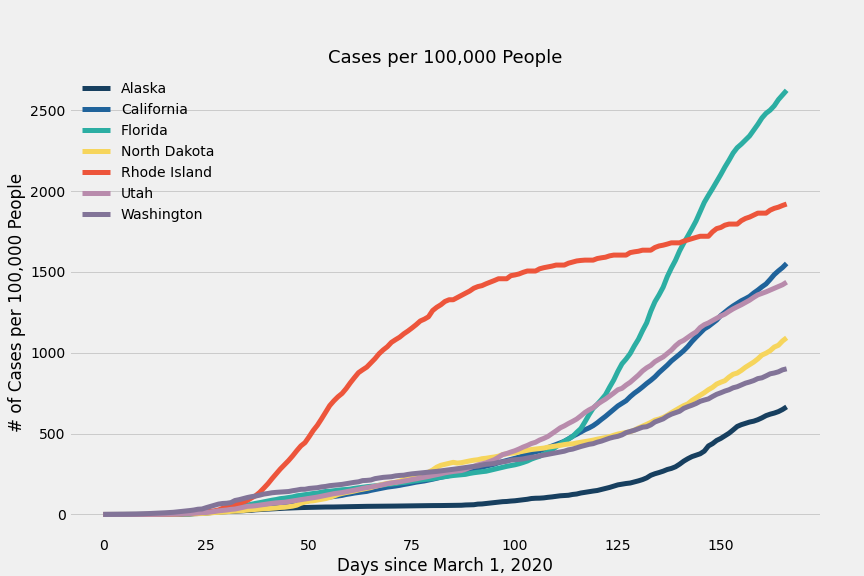 Cases per 100,000 People
Alaska
California
Florida
North Dakota
Rhode Island
Utah
Washington
# of Cases per 100,000 People
2500
2000
1500
1000
500
0
0 25 50 75 100 125 150
Days since March 1, 2020